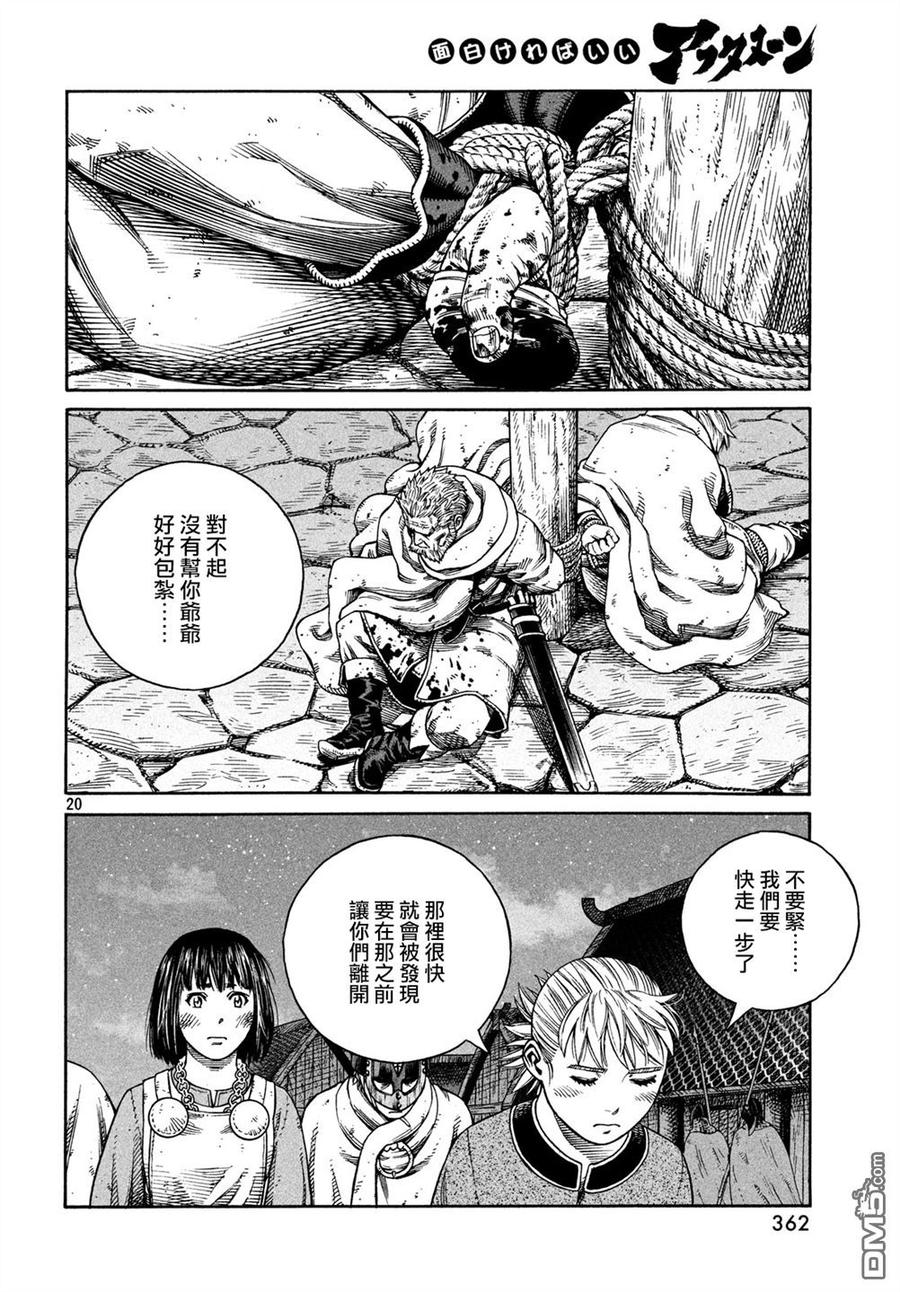 面白ければいい
アフタヌーン
對不起
沒有幫你爺爺
好好包紮……
20
不要緊……
我們要
快走一步了
那裡很快
就會被發現
要在那之前
讓你們離開
362
DM5.com